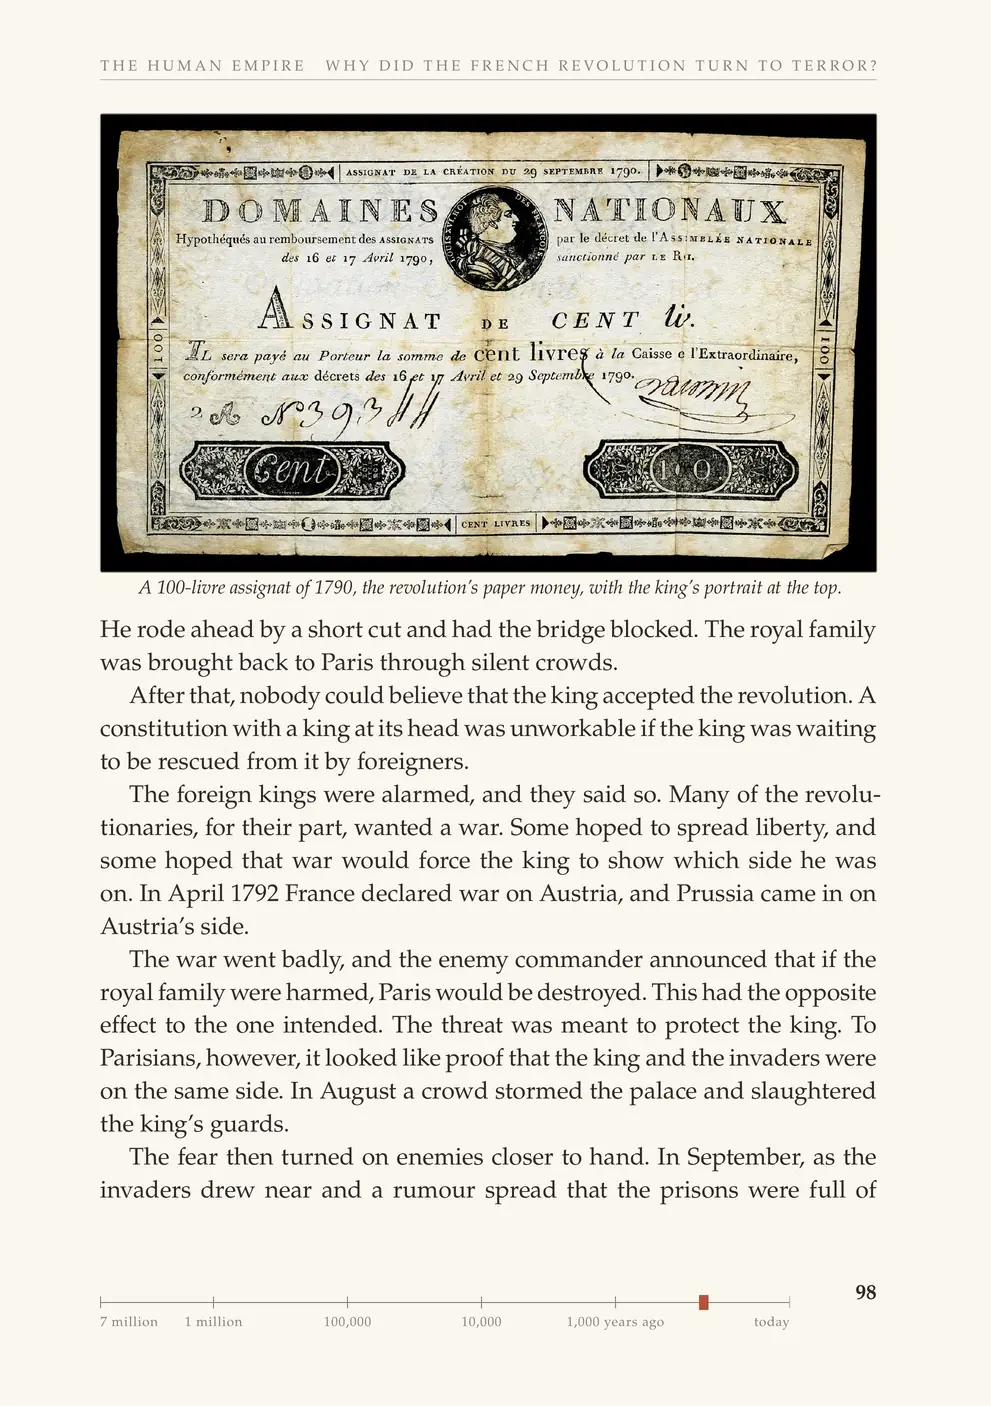 THE HUMAN EMPIRE WHY DID THE FRENCH REVOLUTION TURN TO TERROR?
ASSIGNAT DE LA CRÉATION DU 29 SEPTEMBRE 1790.
DOMAINES NATIONAUX
Hypothéqués au remboursement des ASSIGNATS par le décret de l'ASSEMBLÉE NATIONALE
des 16 et 17 Avril 1790, sanctionné par LE ROI.
LOUIS XVI ROI DES FRANÇOIS
ASSIGNAT DE CENT liv.
IL sera payé au Porteur la somme de cent livres à la Caisse e l'Extraordinaire,
conformément aux décrets des 16 et 17 Avril et 29 Septembre 1790.
2 A N° 39344
100
100
Cent
100
CENT LIVRES
A 100-livre assignat of 1790, the revolution's paper money, with the king's portrait at the top.
He rode ahead by a short cut and had the bridge blocked. The royal family
was brought back to Paris through silent crowds.
After that, nobody could believe that the king accepted the revolution. A
constitution with a king at its head was unworkable if the king was waiting
to be rescued from it by foreigners.
The foreign kings were alarmed, and they said so. Many of the revolu-
tionaries, for their part, wanted a war. Some hoped to spread liberty, and
some hoped that war would force the king to show which side he was
on. In April 1792 France declared war on Austria, and Prussia came in on
Austria's side.
The war went badly, and the enemy commander announced that if the
royal family were harmed, Paris would be destroyed. This had the opposite
effect to the one intended. The threat was meant to protect the king. To
Parisians, however, it looked like proof that the king and the invaders were
on the same side. In August a crowd stormed the palace and slaughtered
the king's guards.
The fear then turned on enemies closer to hand. In September, as the
invaders drew near and a rumour spread that the prisons were full of
98
7 million 1 million 100,000 10,000 1,000 years ago today